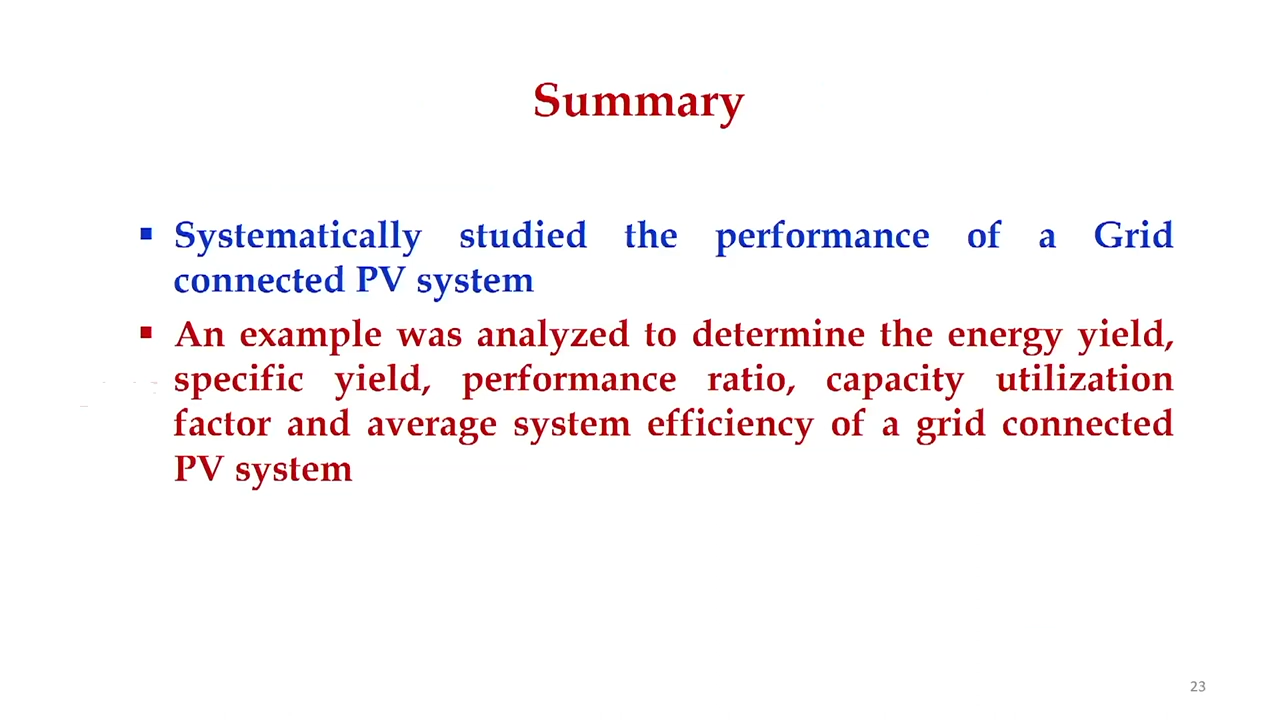 Summary
▪ Systematically studied the performance of a Grid
connected PV system
▪ An example was analyzed to determine the energy yield,
specific yield, performance ratio, capacity utilization
factor and average system efficiency of a grid connected
PV system
23